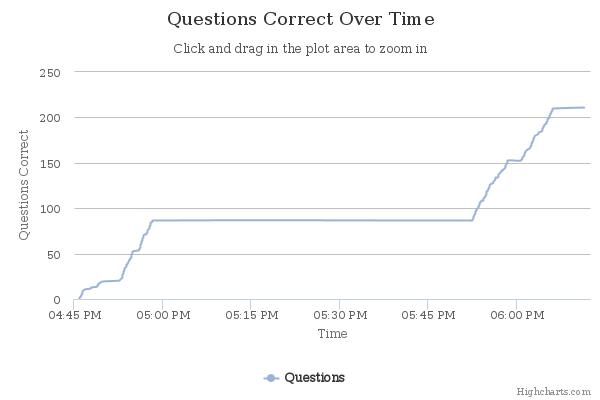 Questions Correct Over Time
Click and drag in the plot area to zoom in
Questions Correct
250
200
150
100
50
0
04:45 PM 05:00 PM 05:15 PM 05:30 PM 05:45 PM 06:00 PM
Time
Questions
Highcharts.com